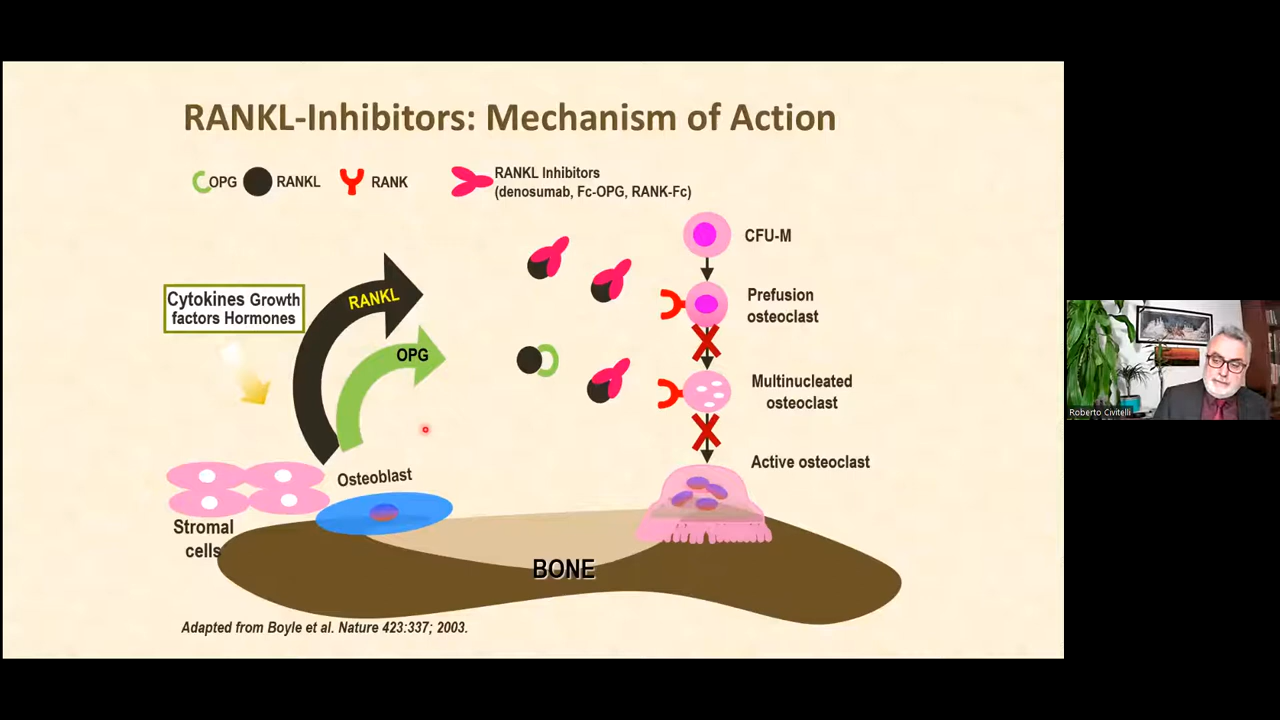 RANKL-Inhibitors: Mechanism of Action
OPG
RANKL
RANK
RANKL Inhibitors
(denosumab, Fc-OPG, RANK-Fc)
CFU-M
Cytokines Growth
factors Hormones
RANKL
Prefusion
osteoclast
OPG
Multinucleated
osteoclast
Active osteoclast
Osteoblast
Stromal
cells
BONE
Adapted from Boyle et al. Nature 423:337; 2003.
Roberto Civitelli